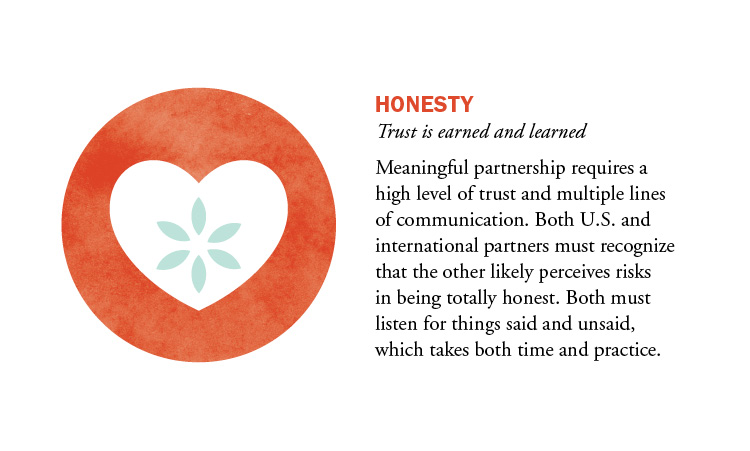 HONESTY
Trust is earned and learned
Meaningful partnership requires a
high level of trust and multiple lines
of communication. Both U.S. and
international partners must recognize
that the other likely perceives risks
in being totally honest. Both must
listen for things said and unsaid,
which takes both time and practice.